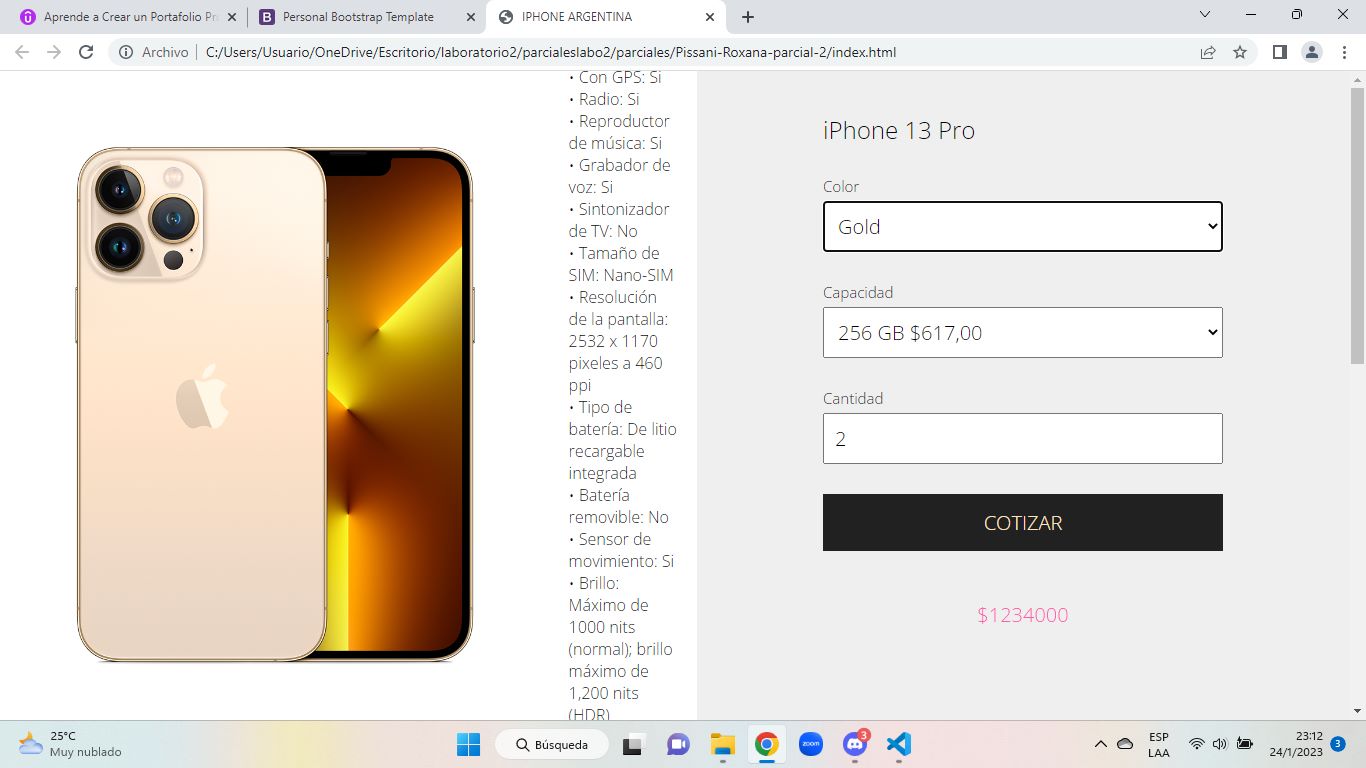 Aprende a Crear un Portafolio Pr
Personal Bootstrap Template
IPHONE ARGENTINA
Archivo
C:/Users/Usuario/OneDrive/Escritorio/laboratorio2/parcialeslabo2/parciales/Pissani-Roxana-parcial-2/index.html
• Con GPS: Si
• Radio: Si
• Reproductor
de música: Si
• Grabador de
voz: Si
• Sintonizador
de TV: No
• Tamaño de
SIM: Nano-SIM
• Resolución
de la pantalla:
2532 x 1170
pixeles a 460
ppi
• Tipo de
batería: De litio
recargable
integrada
• Batería
removible: No
• Sensor de
movimiento: Si
• Brillo:
Máximo de
1000 nits
(normal); brillo
máximo de
1,200 nits
(HDR)
iPhone 13 Pro
Color
Gold
Capacidad
256 GB $617,00
Cantidad
2
COTIZAR
$1234000
25°C
Muy nublado
Búsqueda
zoom
3
ESP
LAA
23:12
24/1/2023
3